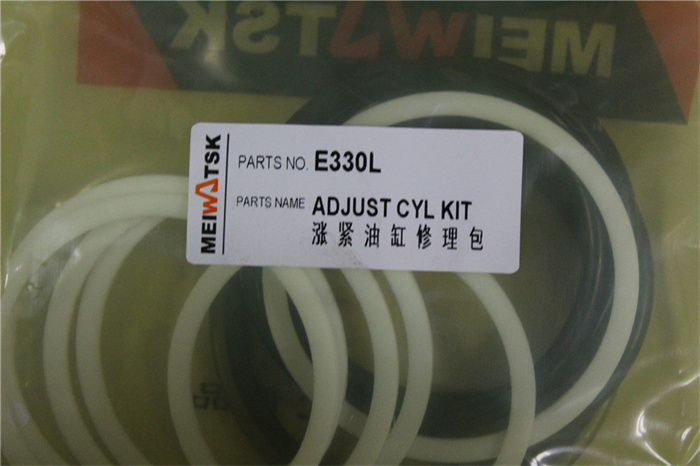 MEIWATSK
MEIWATSK
PARTS NO. E330L
PARTS NAME ADJUST CYL KIT
涨紧油缸修理包